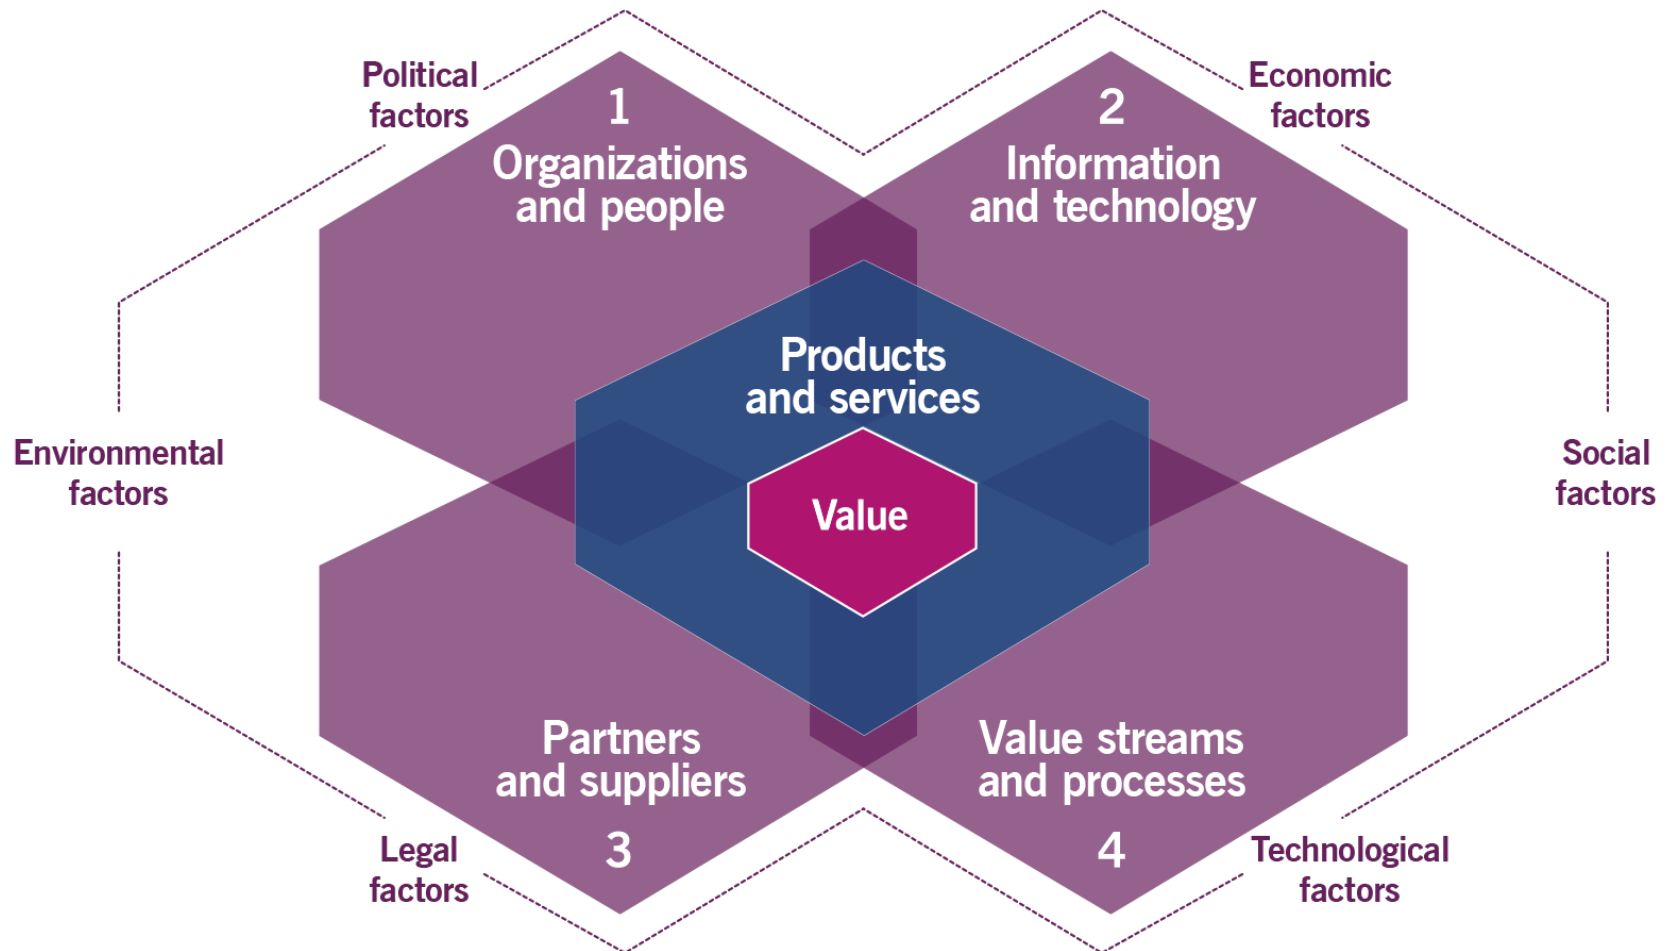 Political
factors
1
Organizations
and people
2
Information
and technology
Economic
factors
Products
and services
Value
Environmental
factors
Social
factors
Partners
and suppliers
3
Value streams
and processes
4
Legal
factors
Technological
factors